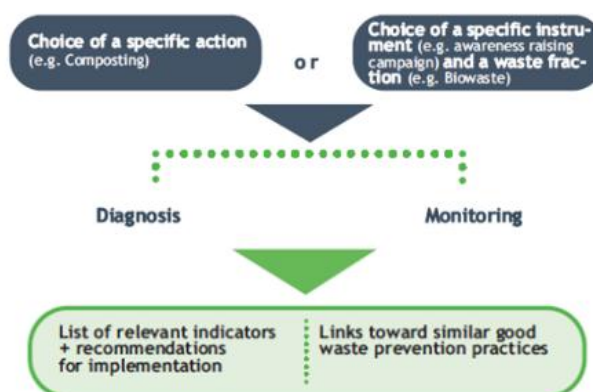 Choice of a specific action
(e.g. Composting)
or
Choice of a specific instru-
ment (e.g. awareness raising
campaign) and a waste frac-
tion (e.g. Biowaste)
Diagnosis
Monitoring
List of relevant indicators
+ recommendations
for implementation
Links toward similar good
waste prevention practices